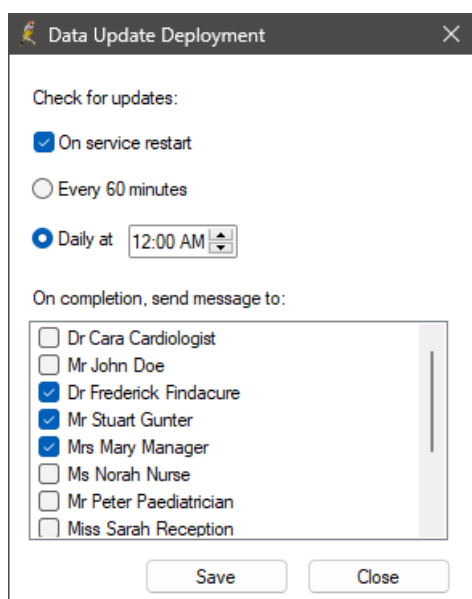 Data Update Deployment
Check for updates:
On service restart
Every 60 minutes
Daily at 12:00 AM
On completion, send message to:
Dr Cara Cardiologist
Mr John Doe
Dr Frederick Findacure
Mr Stuart Gunter
Mrs Mary Manager
Ms Norah Nurse
Mr Peter Paediatrician
Miss Sarah Reception
Save Close